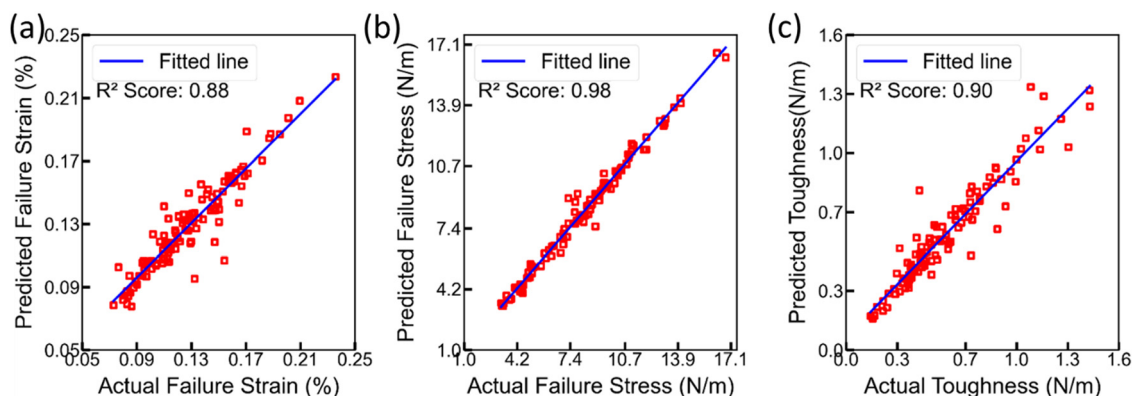 (a)
0.25
0.21
0.17
0.13
0.09
0.05
Predicted Failure Strain (%)
Fitted line
R² Score: 0.88
0.05 0.09 0.13 0.17 0.21 0.25
Actual Failure Strain (%)
(b)
17.1
13.9
10.7
7.4
4.2
1.0
Predicted Failure Stress (N/m)
Fitted line
R² Score: 0.98
1.0 4.2 7.4 10.7 13.9 17.1
Actual Failure Stress (N/m)
(c)
1.6
1.3
1.0
0.7
0.3
0.0
Predicted Toughness(N/m)
Fitted line
R² Score: 0.90
0.0 0.3 0.7 1.0 1.3 1.6
Actual Toughness (N/m)